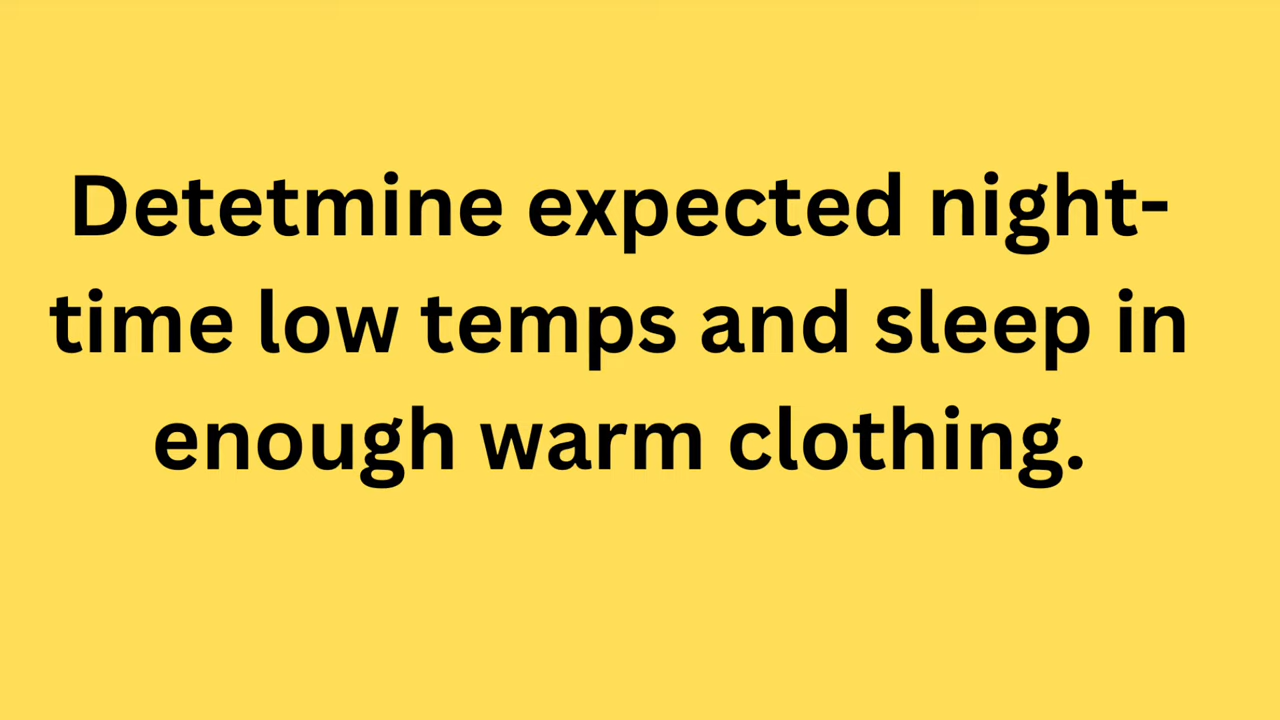 Detetmine expected night-
time low temps and sleep in
enough warm clothing.